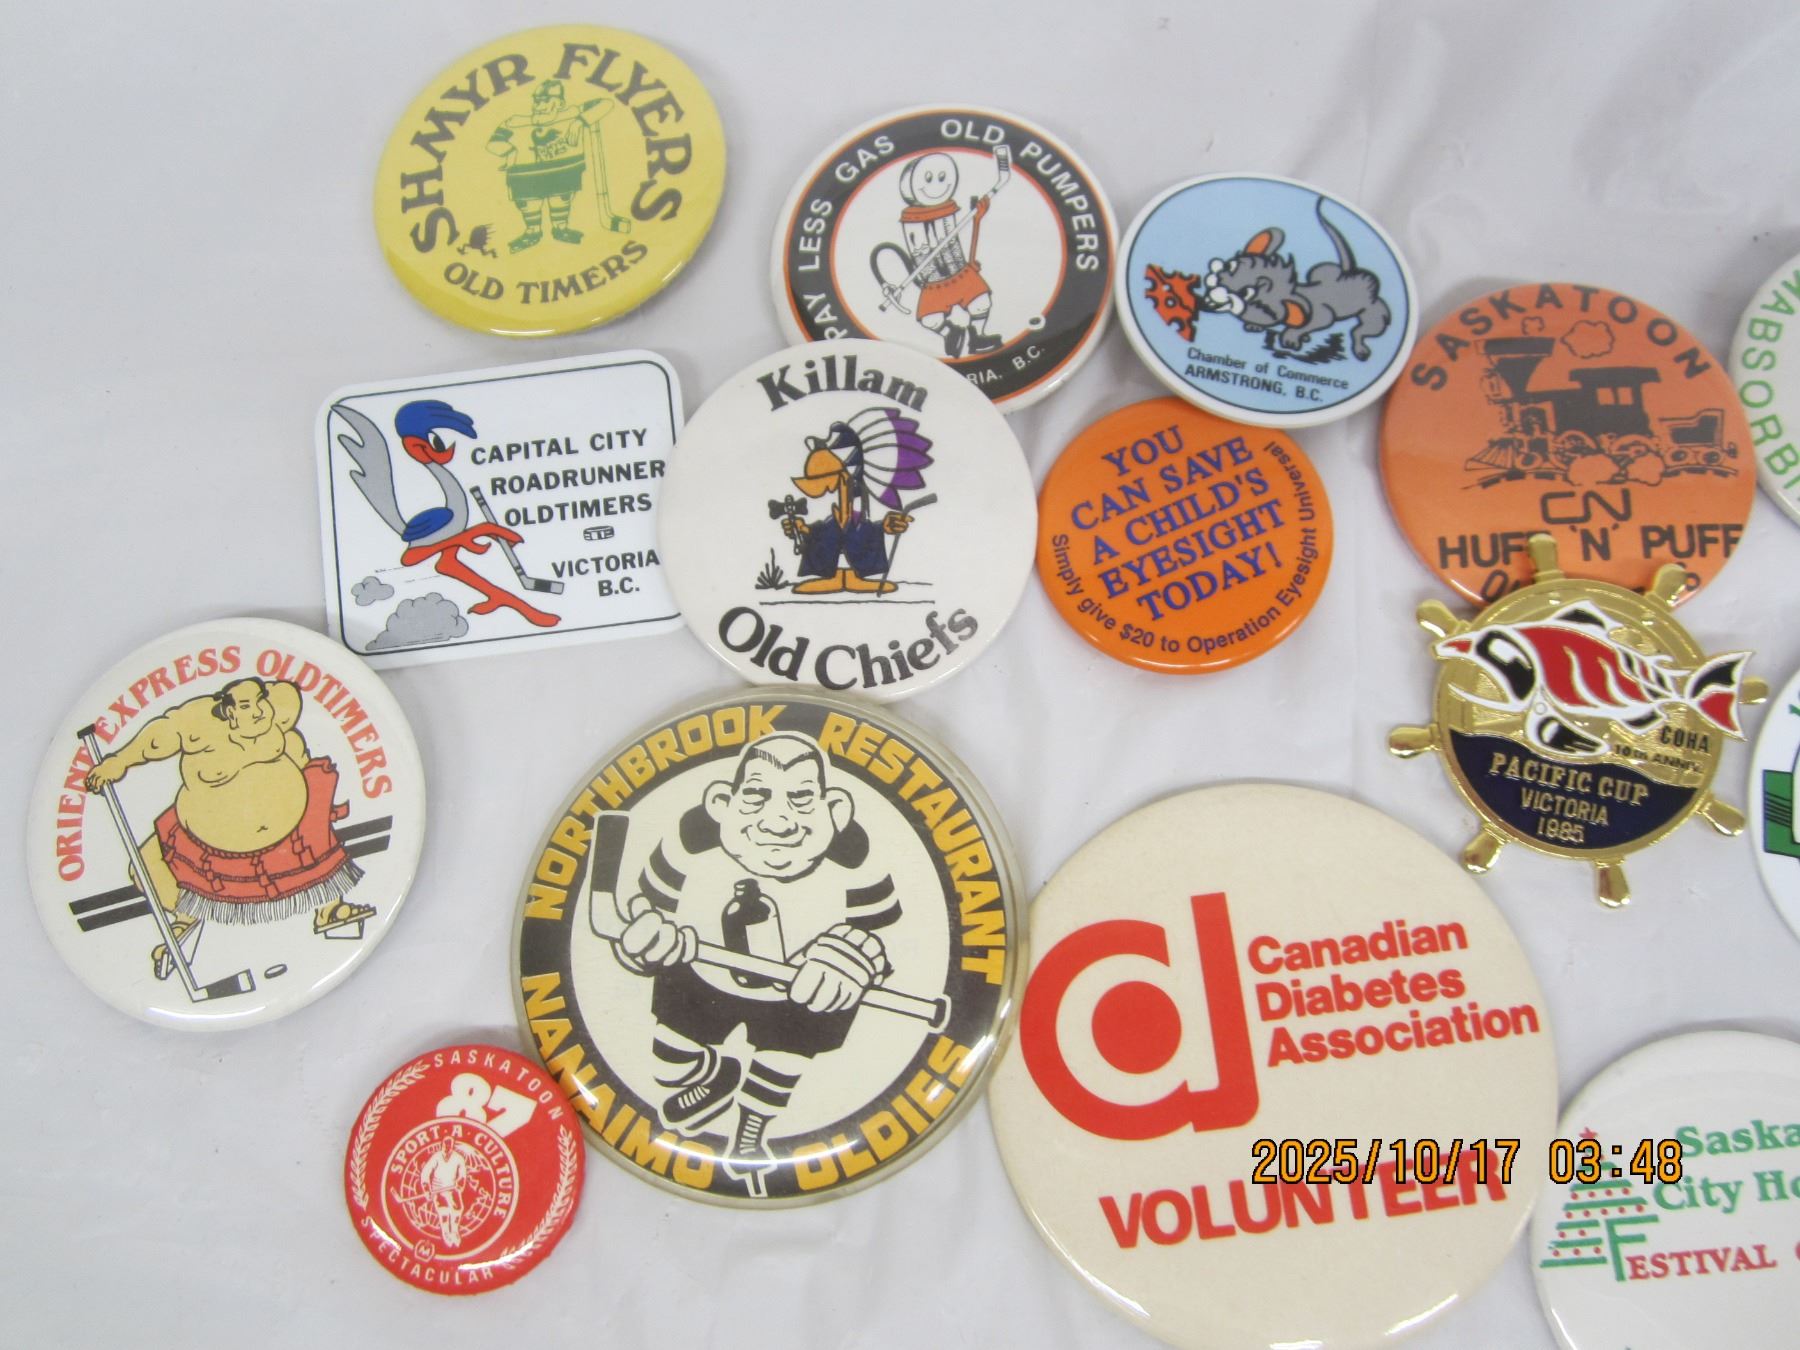 SHMYR FLYERS
OLD TIMERS
PAY LESS GAS OLD PUMPERS
B.C.
Chamber of Commerce
ARMSTRONG, B.C.
SASKATOON
CN
HUFF 'N' PUFF
CAPITAL CITY
ROADRUNNER
OLDTIMERS
VICTORIA
B.C.
Killam
Old Chiefs
YOU
CAN SAVE
A CHILD'S
EYESIGHT
TODAY!
Simply give $20 to Operation Eyesight Universal
COHA
10TH ANNIV.
PACIFIC CUP
VICTORIA
1985
ORIENT EXPRESS OLDTIMERS
NORTHBROOK RESTAURANT
NANAIMO OLDIES
Canadian
Diabetes
Association
VOLUNTEER
SASKATOON
87
SPORT·A·CULTURE
SPECTACULAR
City
FESTIVAL
2025/10/17 03:48